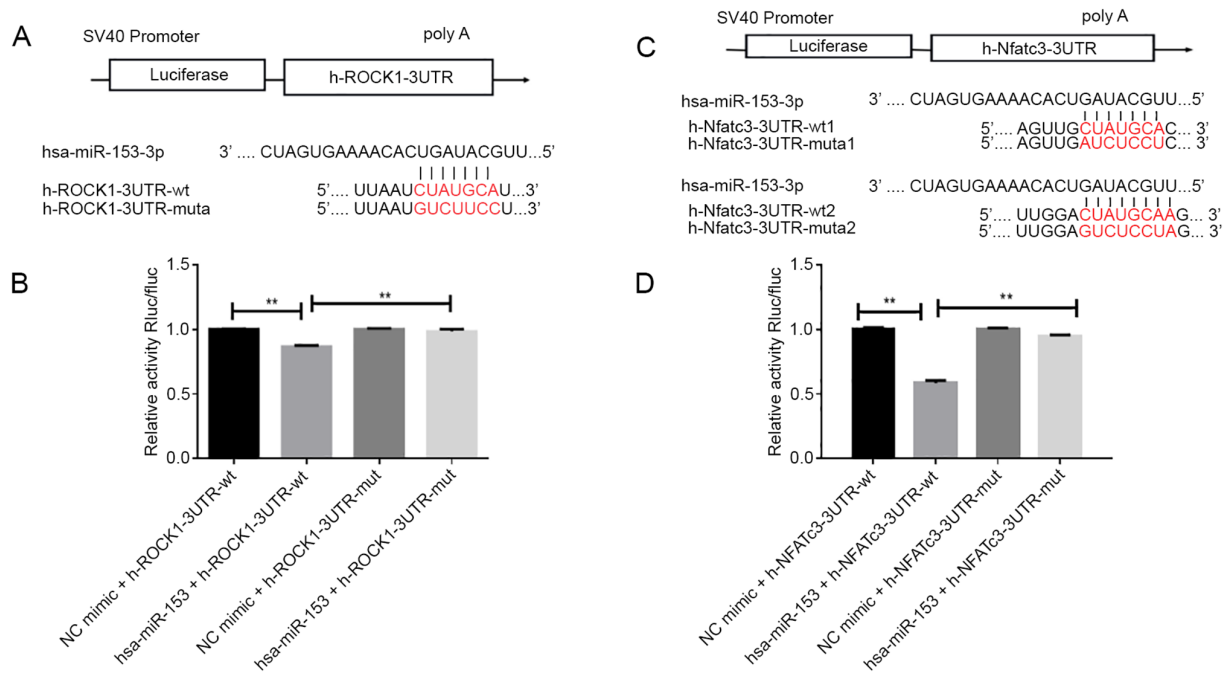 A
SV40 Promoter
poly A
Luciferase
h-ROCK1-3UTR
hsa-miR-153-3p 3' .... CUAGUGAAAACACUGAUACGUU...5'
h-ROCK1-3UTR-wt 5'.... UUAAUCUAUGCAU...3'
h-ROCK1-3UTR-muta 5'.... UUAAUGUCUUCCU...3'
B
Relative activity Rluc/fluc
1.5
1.0
0.5
0.0
**
**
NC mimic + h-ROCK1-3UTR-wt
hsa-miR-153 + h-ROCK1-3UTR-wt
NC mimic + h-ROCK1-3UTR-mut
hsa-miR-153 + h-ROCK1-3UTR-mut
C
SV40 Promoter
poly A
Luciferase
h-Nfatc3-3UTR
hsa-miR-153-3p 3' .... CUAGUGAAAACACUGAUACGUU...5'
h-Nfatc3-3UTR-wt1 5'.... AGUUGCUAUGCAC... 3'
h-Nfatc3-3UTR-muta1 5'.... AGUUGAUCUCCUC... 3'
hsa-miR-153-3p 3' .... CUAGUGAAAACACUGAUACGUU...5'
h-Nfatc3-3UTR-wt2 5'.... UUGGACUAUGCAAG... 3'
h-Nfatc3-3UTR-muta2 5'.... UUGGAGUCUCCUAG... 3'
D
Relative activity Rluc/fluc
1.5
1.0
0.5
0.0
**
**
NC mimic + h-NFATc3-3UTR-wt
hsa-miR-153 + h-NFATc3-3UTR-wt
NC mimic + h-NFATc3-3UTR-mut
hsa-miR-153 + h-NFATc3-3UTR-mut